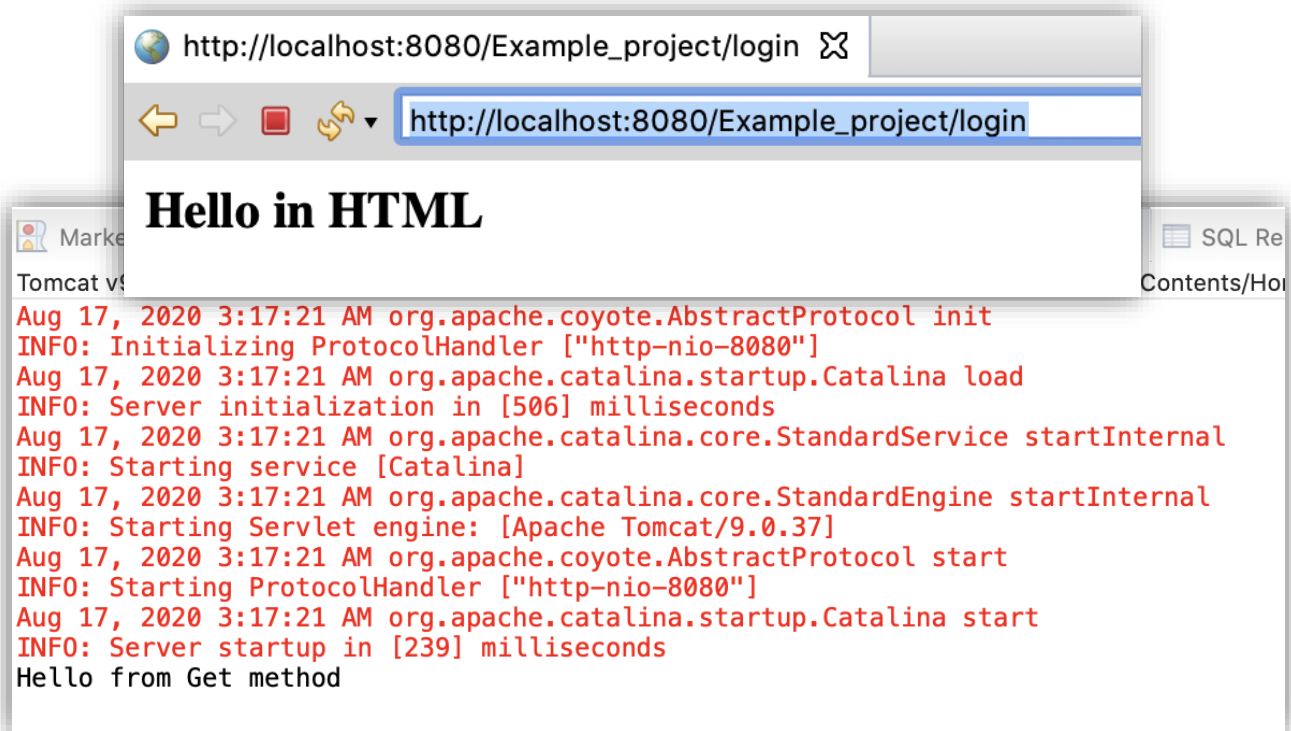 http://localhost:8080/Example_project/login
http://localhost:8080/Example_project/login
Hello in HTML
Marke
SQL Re
Tomcat v9
Contents/Hor
Aug 17, 2020 3:17:21 AM org.apache.coyote.AbstractProtocol init
INFO: Initializing ProtocolHandler ["http-nio-8080"]
Aug 17, 2020 3:17:21 AM org.apache.catalina.startup.Catalina load
INFO: Server initialization in [506] milliseconds
Aug 17, 2020 3:17:21 AM org.apache.catalina.core.StandardService startInternal
INFO: Starting service [Catalina]
Aug 17, 2020 3:17:21 AM org.apache.catalina.core.StandardEngine startInternal
INFO: Starting Servlet engine: [Apache Tomcat/9.0.37]
Aug 17, 2020 3:17:21 AM org.apache.coyote.AbstractProtocol start
INFO: Starting ProtocolHandler ["http-nio-8080"]
Aug 17, 2020 3:17:21 AM org.apache.catalina.startup.Catalina start
INFO: Server startup in [239] milliseconds
Hello from Get method